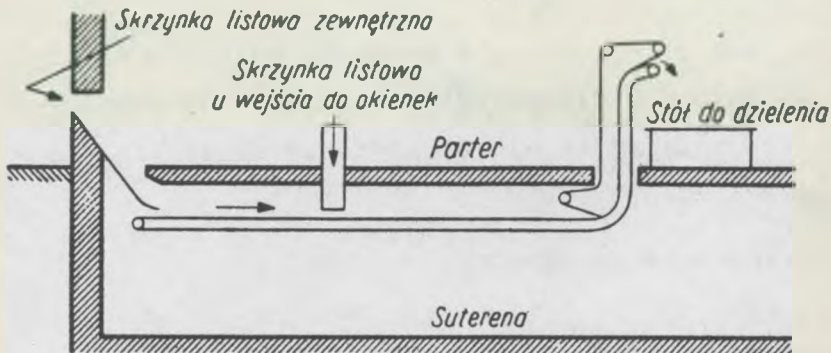 Skrzynka listowa zewnętrzna
Skrzynka listowa
u wejścia do okienek
Stół do dzielenia
Parter
Suterena